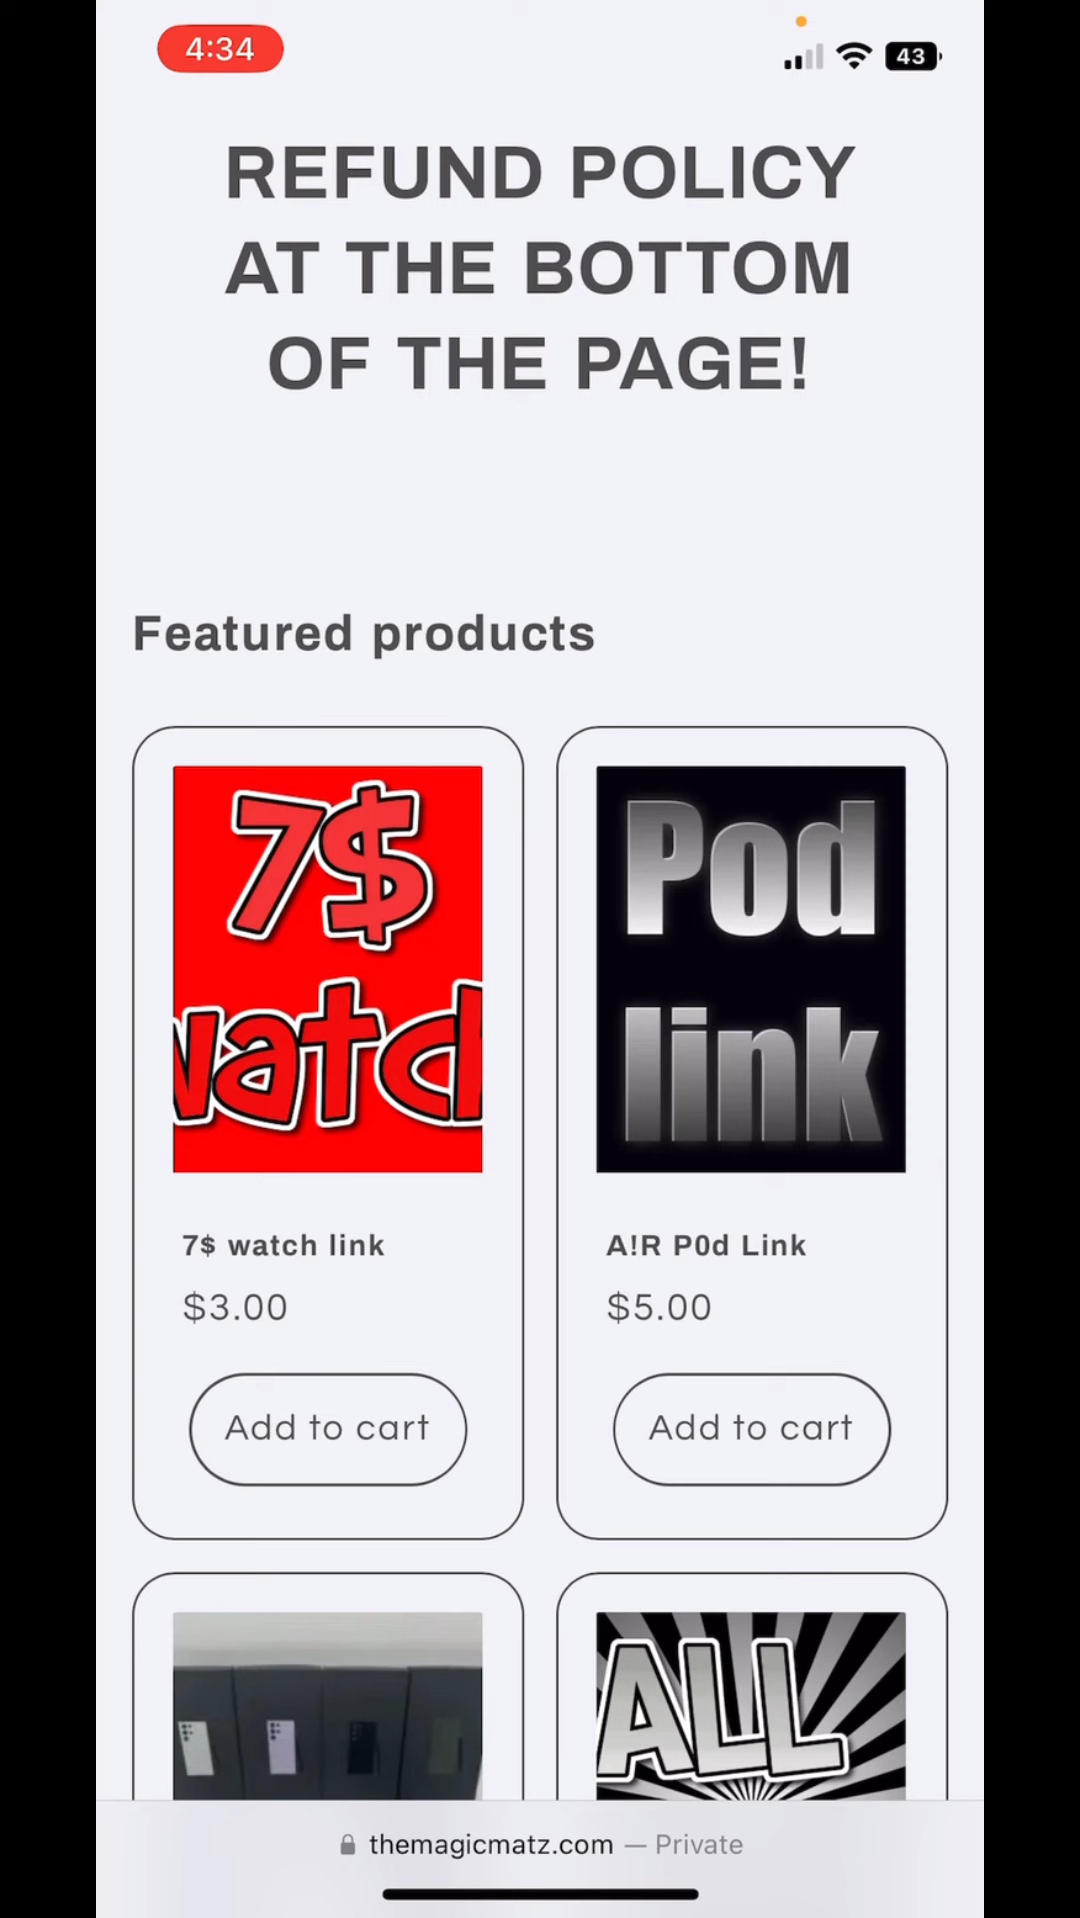 4:34
43
REFUND POLICY
AT THE BOTTOM
OF THE PAGE!
Featured products
7$
watch
Pod
link
7$ watch link
A!R P0d Link
$3.00
$5.00
Add to cart
Add to cart
ALL
themagicmatz.com — Private